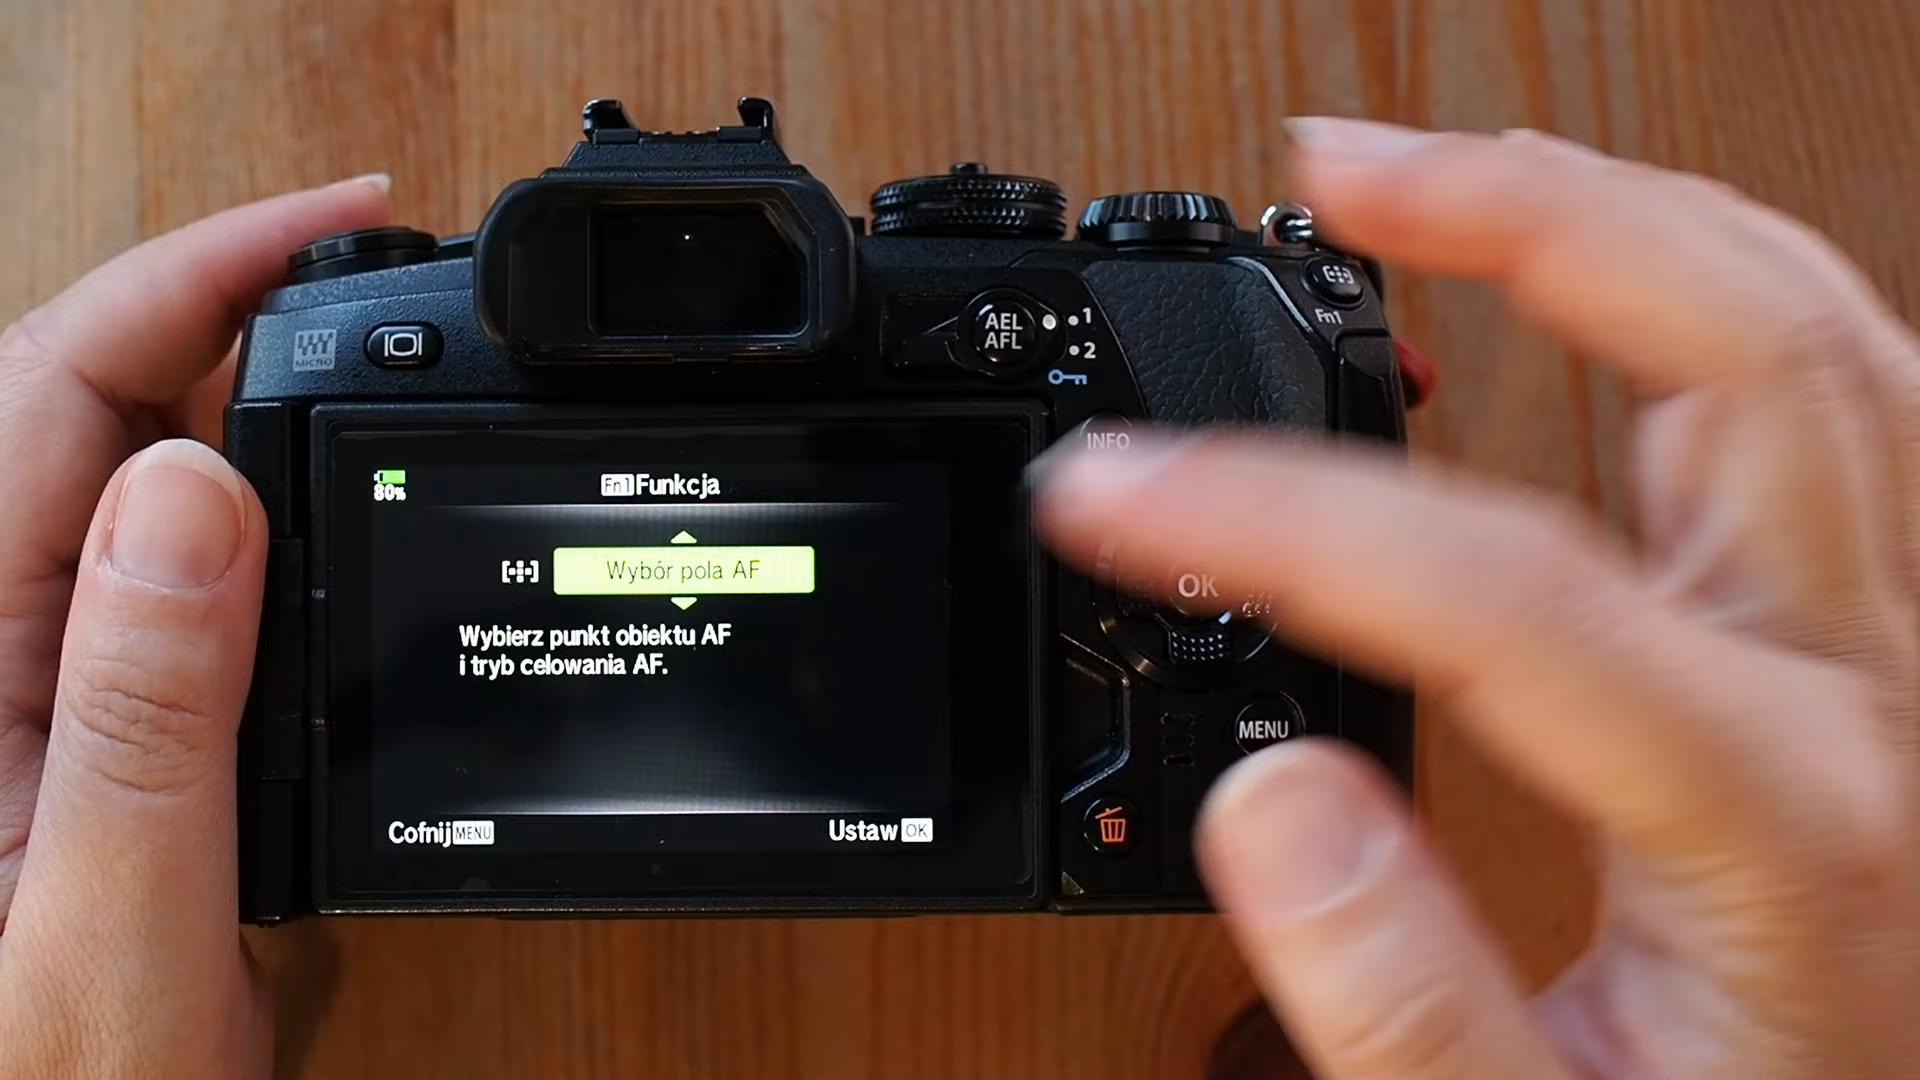 AEL
AFL
1
2
Fn1
MICRO
INFO
80%
Fn1 Funkcja
Wybór pola AF
Wybierz punkt obiektu AF
i tryb celowania AF.
OK
MENU
Cofnij MENU
Ustaw OK